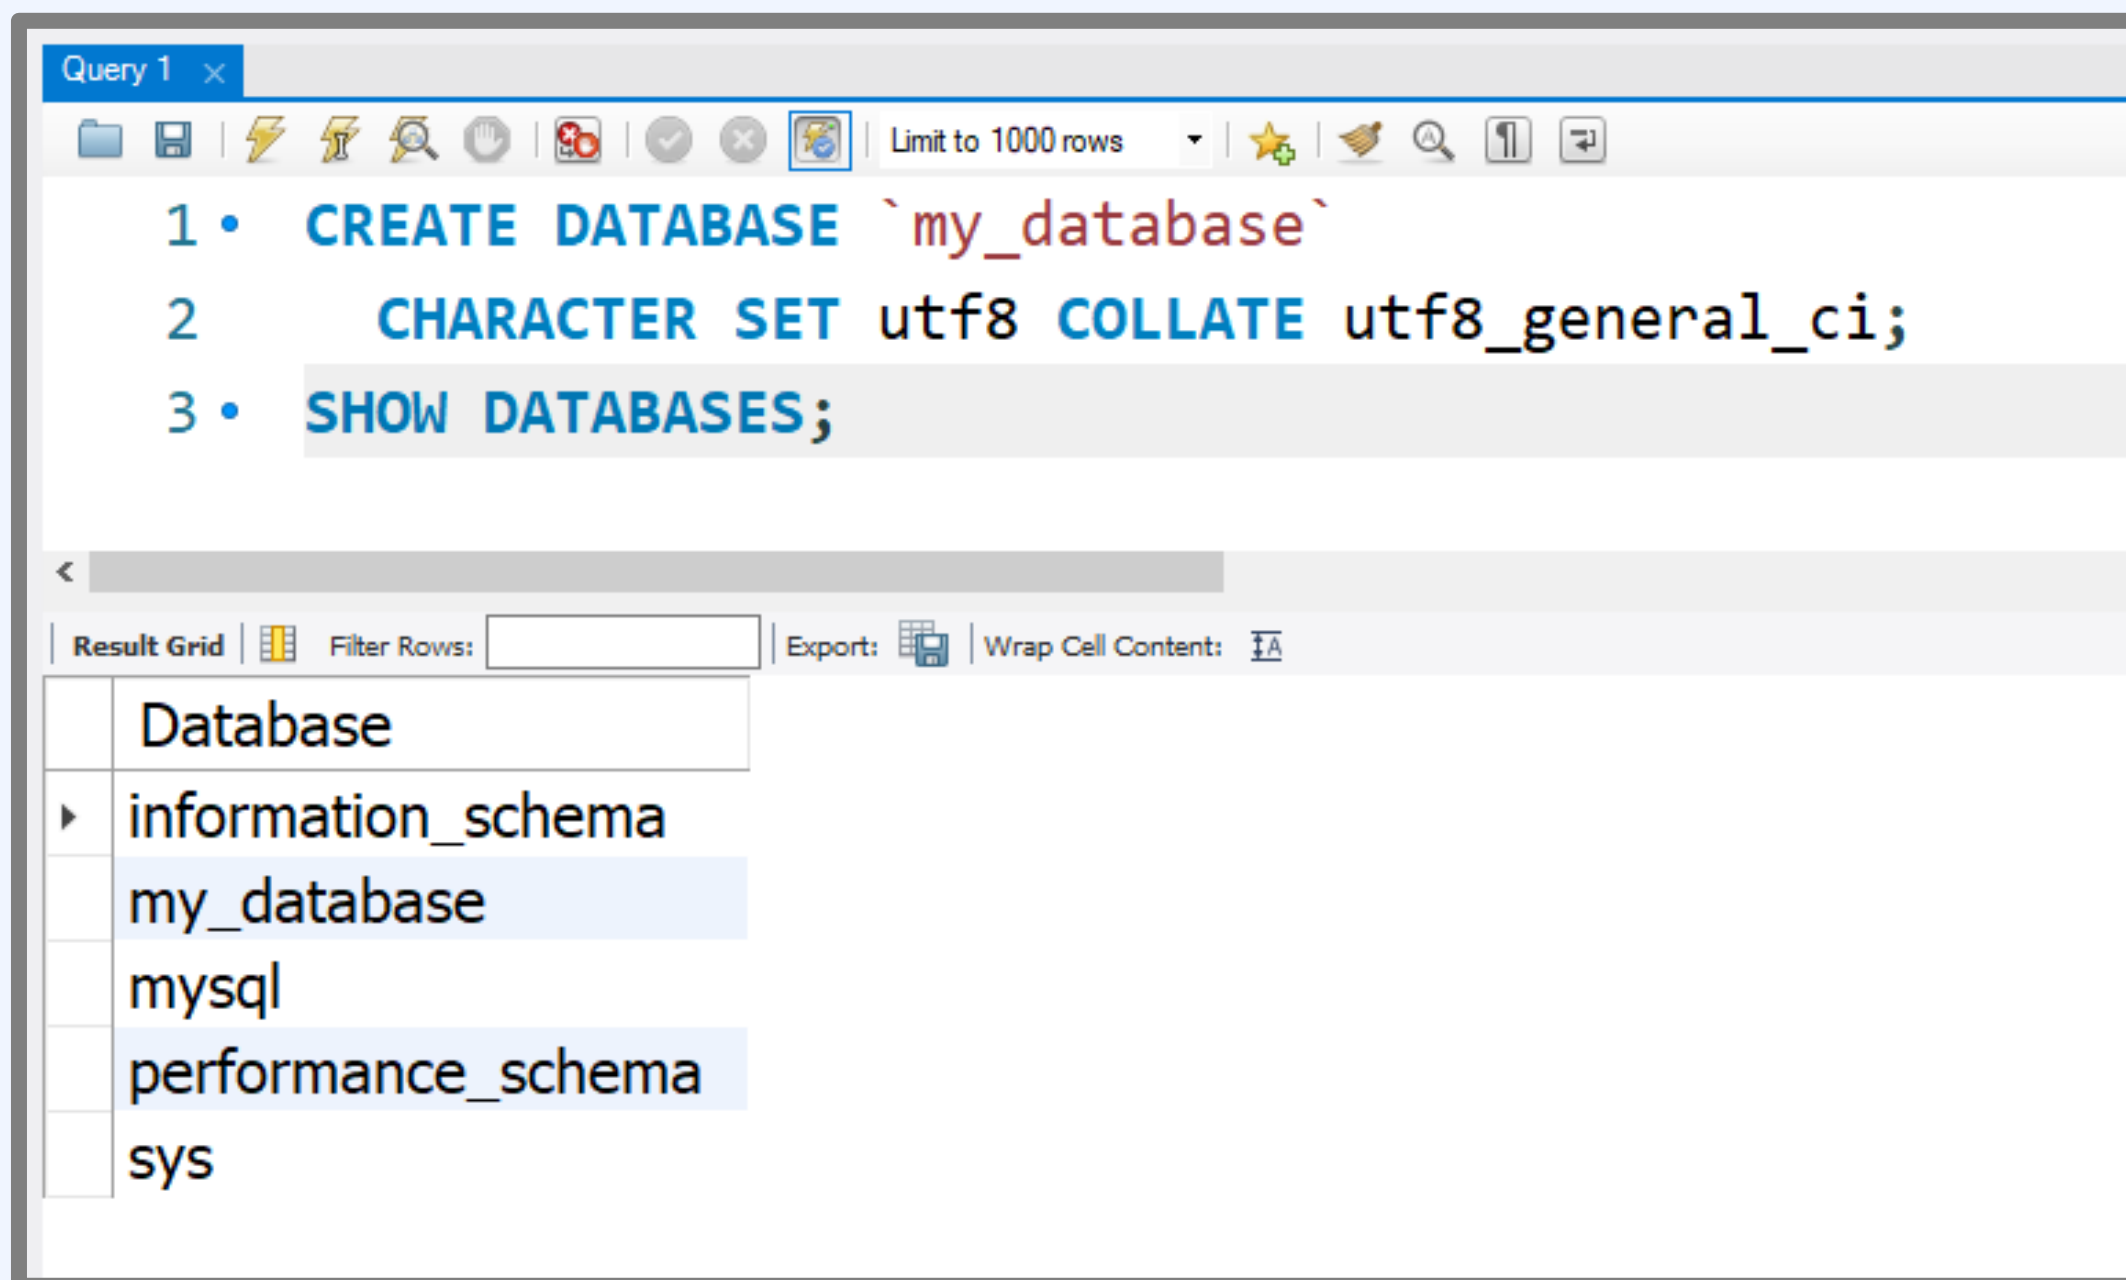 Query 1
Limit to 1000 rows
1 CREATE DATABASE `my_database`
2 CHARACTER SET utf8 COLLATE utf8_general_ci;
3 SHOW DATABASES;
Result Grid Filter Rows: Export: Wrap Cell Content:
Database
information_schema
my_database
mysql
performance_schema
sys